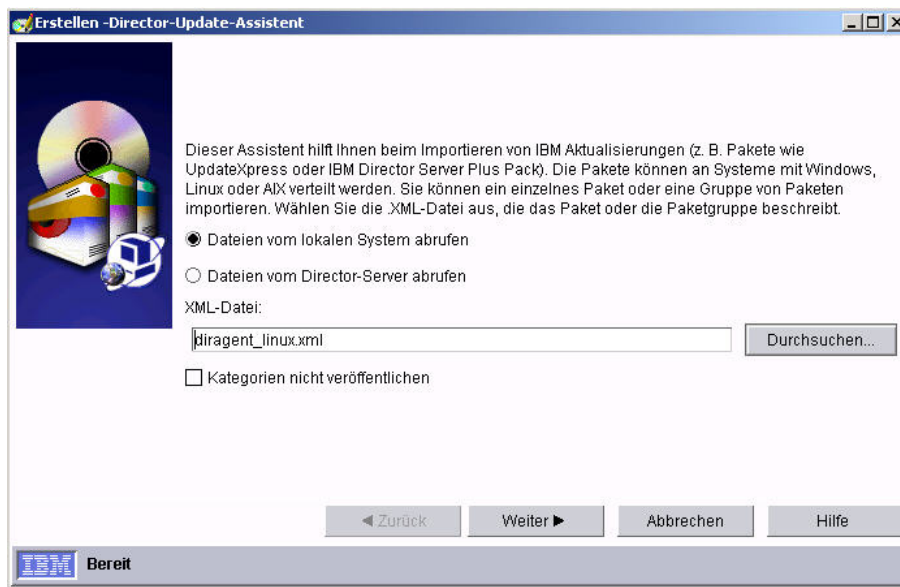 Erstellen -Director-Update-Assistent
Dieser Assistent hilft Ihnen beim Importieren von IBM Aktualisierungen (z. B. Pakete wie
UpdateXpress oder IBM Director Server Plus Pack). Die Pakete können an Systeme mit Windows,
Linux oder AIX verteilt werden. Sie können ein einzelnes Paket oder eine Gruppe von Paketen
importieren. Wählen Sie die .XML-Datei aus, die das Paket oder die Paketgruppe beschreibt.
Dateien vom lokalen System abrufen
Dateien vom Director-Server abrufen
XML-Datei:
diragent_linux.xml
Durchsuchen...
Kategorien nicht veröffentlichen
Zurück
Weiter
Abbrechen
Hilfe
IBM
Bereit